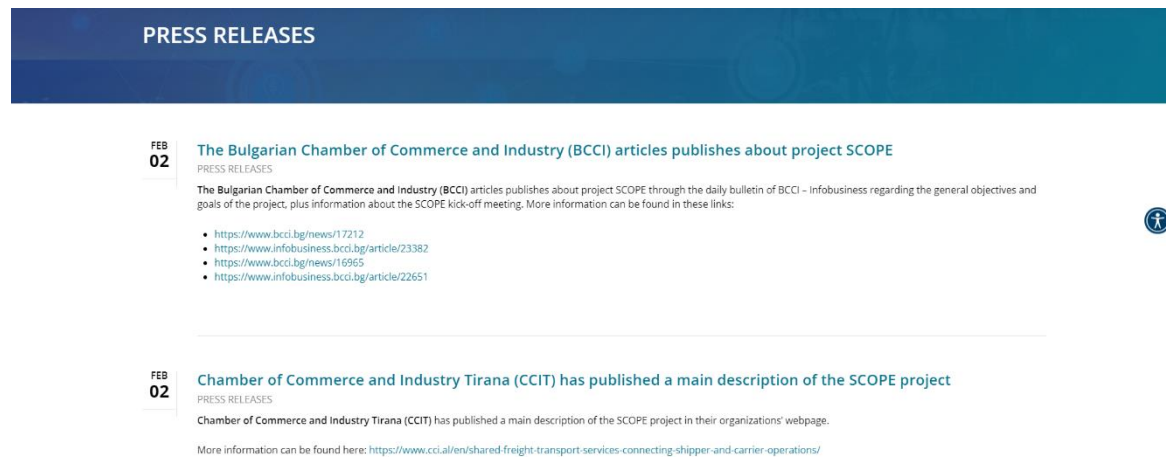 PRESS RELEASES
FEB
02
The Bulgarian Chamber of Commerce and Industry (BCCI) articles publishes about project SCOPE
PRESS RELEASES
The Bulgarian Chamber of Commerce and Industry (BCCI) articles publishes about project SCOPE through the daily bulletin of BCCI – Infobusiness regarding the general objectives and
goals of the project, plus information about the SCOPE kick-off meeting. More information can be found in these links:
• https://www.bcci.bg/news/17212
• https://www.infobusiness.bcci.bg/article/23382
• https://www.bcci.bg/news/16965
• https://www.infobusiness.bcci.bg/article/22651
FEB
02
Chamber of Commerce and Industry Tirana (CCIT) has published a main description of the SCOPE project
PRESS RELEASES
Chamber of Commerce and Industry Tirana (CCIT) has published a main description of the SCOPE project in their organizations' webpage.
More information can be found here: https://www.cci.al/en/shared-freight-transport-services-connecting-shipper-and-carrier-operations/